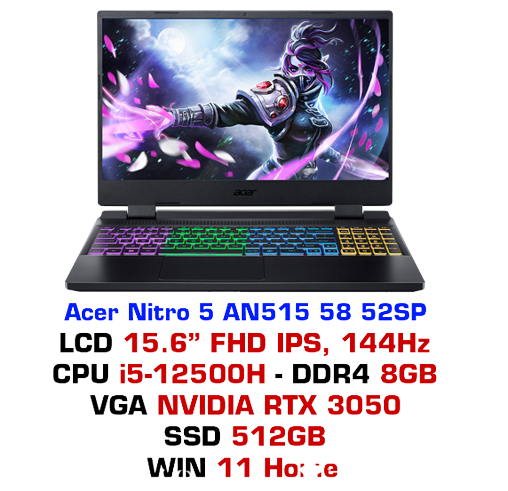 acer
Acer Nitro 5 AN515 58 52SP
LCD 15.6” FHD IPS, 144Hz
CPU i5-12500H - DDR4 8GB
VGA NVIDIA RTX 3050
SSD 512GB
WIN 11 Home